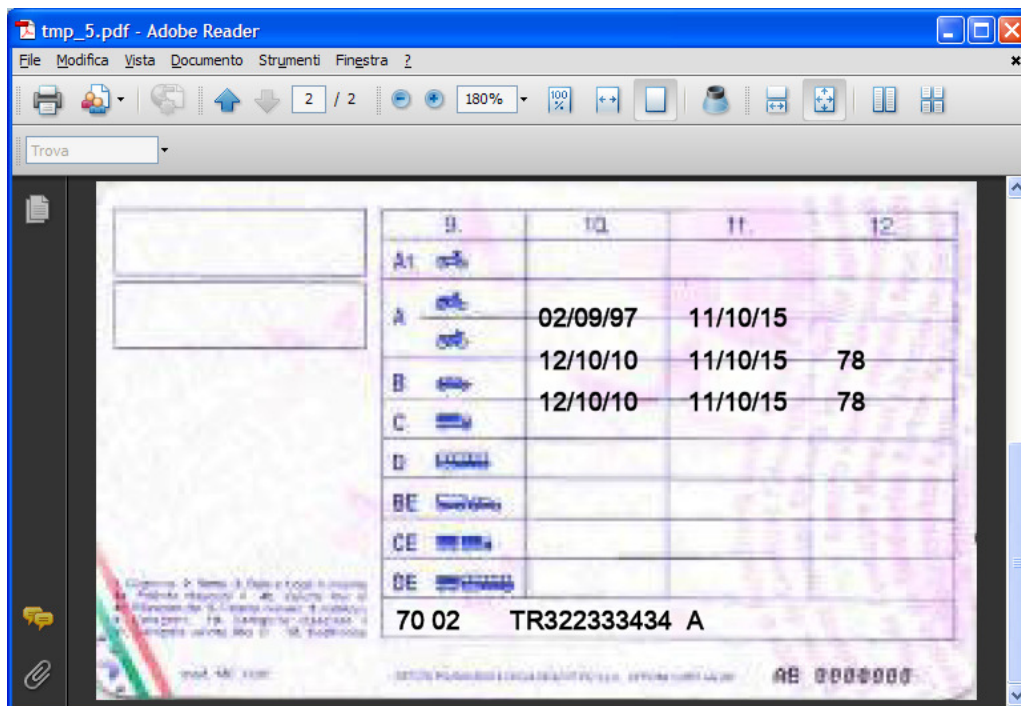 tmp_5.pdf - Adobe Reader
File Modifica Vista Documento Strumenti Finestra ?
2 / 2 180% 100 %
Trova
9. 10. 11. 12.
A1
A 02/09/97 11/10/15
12/10/10 11/10/15 78
B
12/10/10 11/10/15 78
C
D
BE
CE
DE
70 02 TR322333434 A
AB 0000000